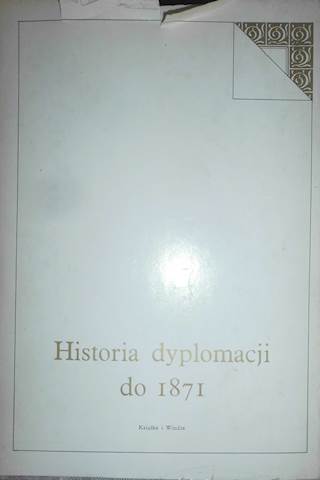 Historia dyplomacji
do 1871
Książka i Wiedza